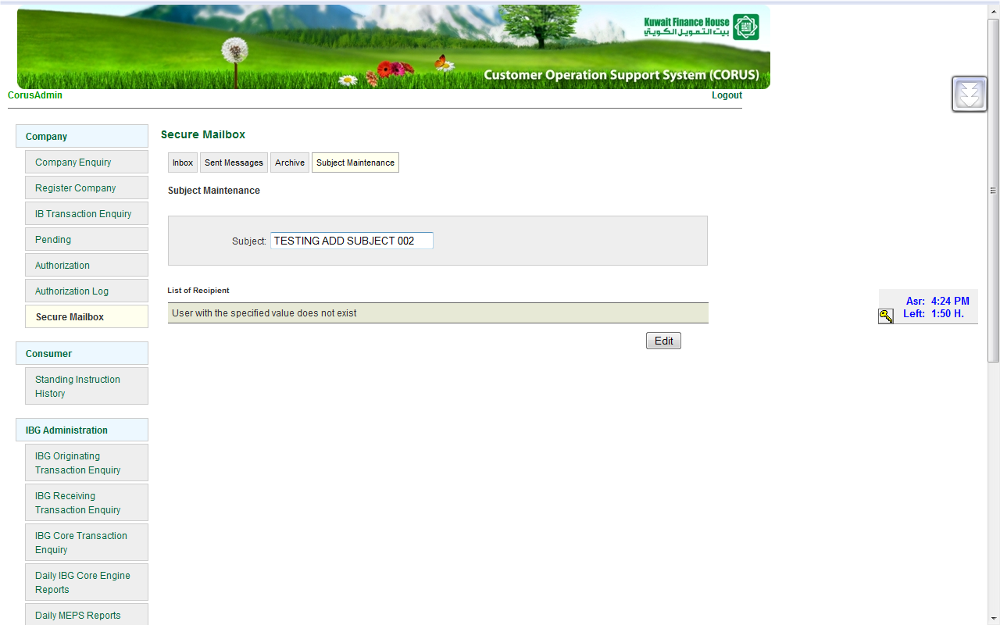 Kuwait Finance House
بيت التمويل الكويتي
Customer Operation Support System (CORUS)
CorusAdmin
Logout
Company
Company Enquiry
Register Company
IB Transaction Enquiry
Pending
Authorization
Authorization Log
Secure Mailbox
Consumer
Standing Instruction
History
IBG Administration
IBG Originating
Transaction Enquiry
IBG Receiving
Transaction Enquiry
IBG Core Transaction
Enquiry
Daily IBG Core Engine
Reports
Daily MEPS Reports
Secure Mailbox
Inbox Sent Messages Archive Subject Maintenance
Subject Maintenance
Subject: TESTING ADD SUBJECT 002
List of Recipient
User with the specified value does not exist
Edit
Asr: 4:24 PM
Left: 1:50 H.